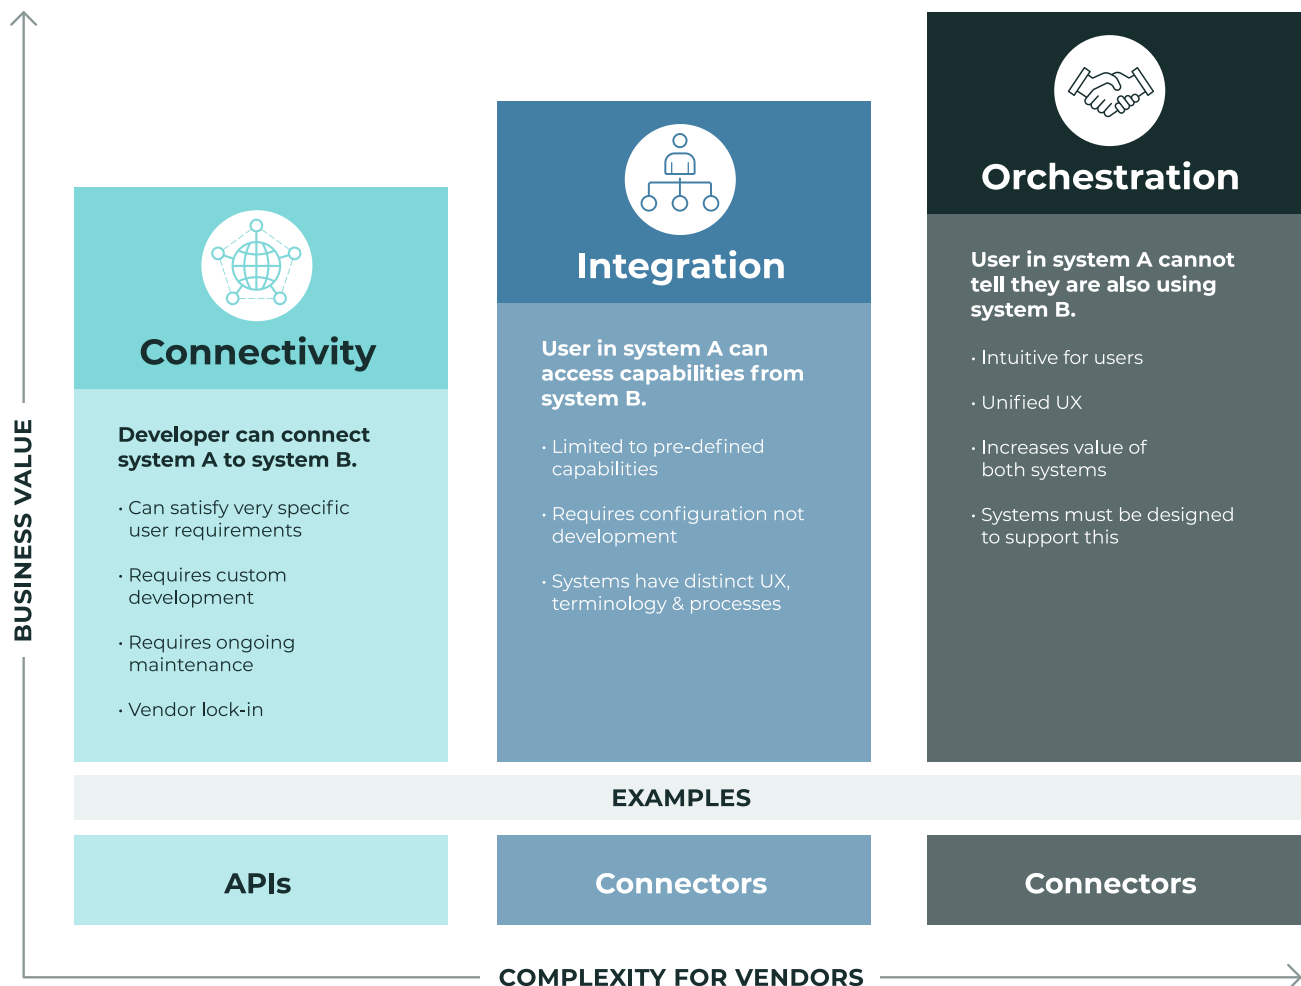 BUSINESS VALUE
Connectivity
Developer can connect
system A to system B.
· Can satisfy very specific
user requirements
· Requires custom
development
· Requires ongoing
maintenance
· Vendor lock-in
Integration
User in system A can
access capabilities from
system B.
· Limited to pre-defined
capabilities
· Requires configuration not
development
· Systems have distinct UX,
terminology & processes
Orchestration
User in system A cannot
tell they are also using
system B.
· Intuitive for users
· Unified UX
· Increases value of
both systems
· Systems must be designed
to support this
EXAMPLES
APIs
Connectors
Connectors
COMPLEXITY FOR VENDORS